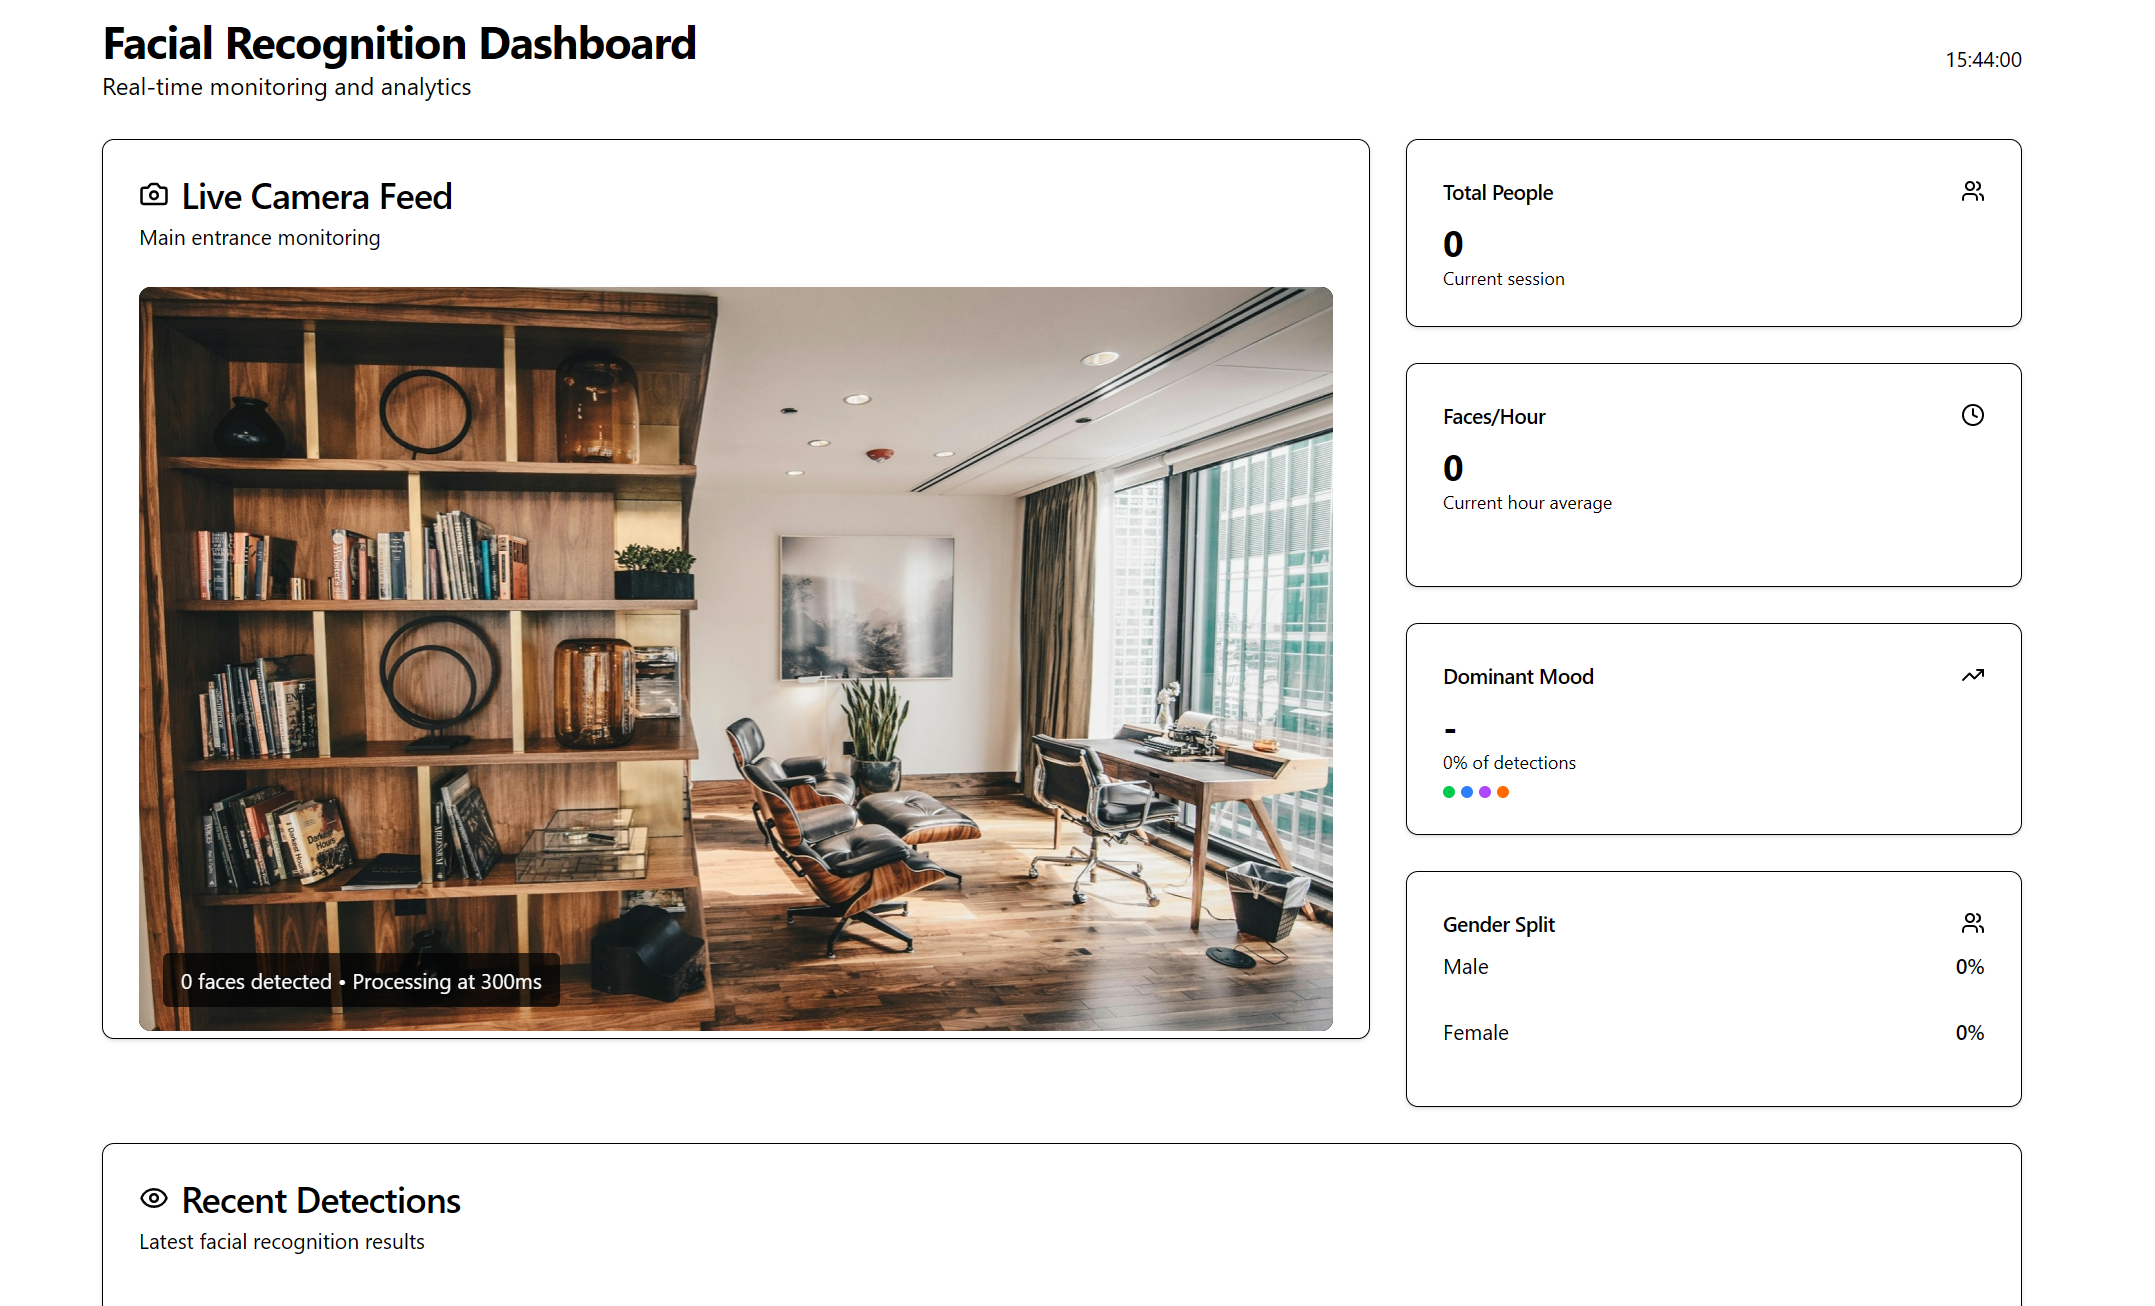 Facial Recognition Dashboard
Real-time monitoring and analytics
15:44:00
Live Camera Feed
Main entrance monitoring
Darkest
Hours
0 faces detected • Processing at 300ms
Total People
0
Current session
Faces/Hour
0
Current hour average
Dominant Mood
-
0% of detections
Gender Split
Male 0%
Female 0%
Recent Detections
Latest facial recognition results